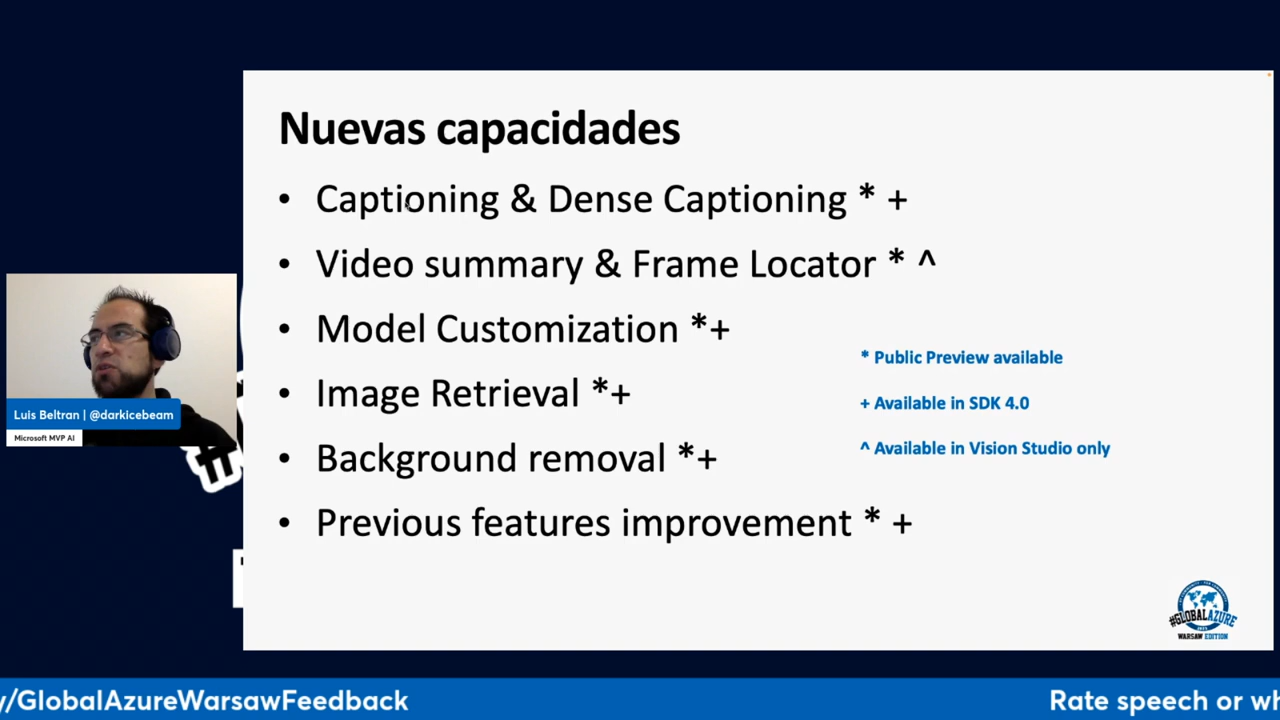 Nuevas capacidades
• Captioning & Dense Captioning * +
• Video summary & Frame Locator * ^
• Model Customization *+
• Image Retrieval *+
• Background removal *+
• Previous features improvement * +
* Public Preview available
+ Available in SDK 4.0
^ Available in Vision Studio only
Luis Beltran | @darkicebeam
Microsoft MVP AI
#GLOBALAZURE
WARSAW EDITION
/GlobalAzureWarsawFeedback
Rate speech or wh